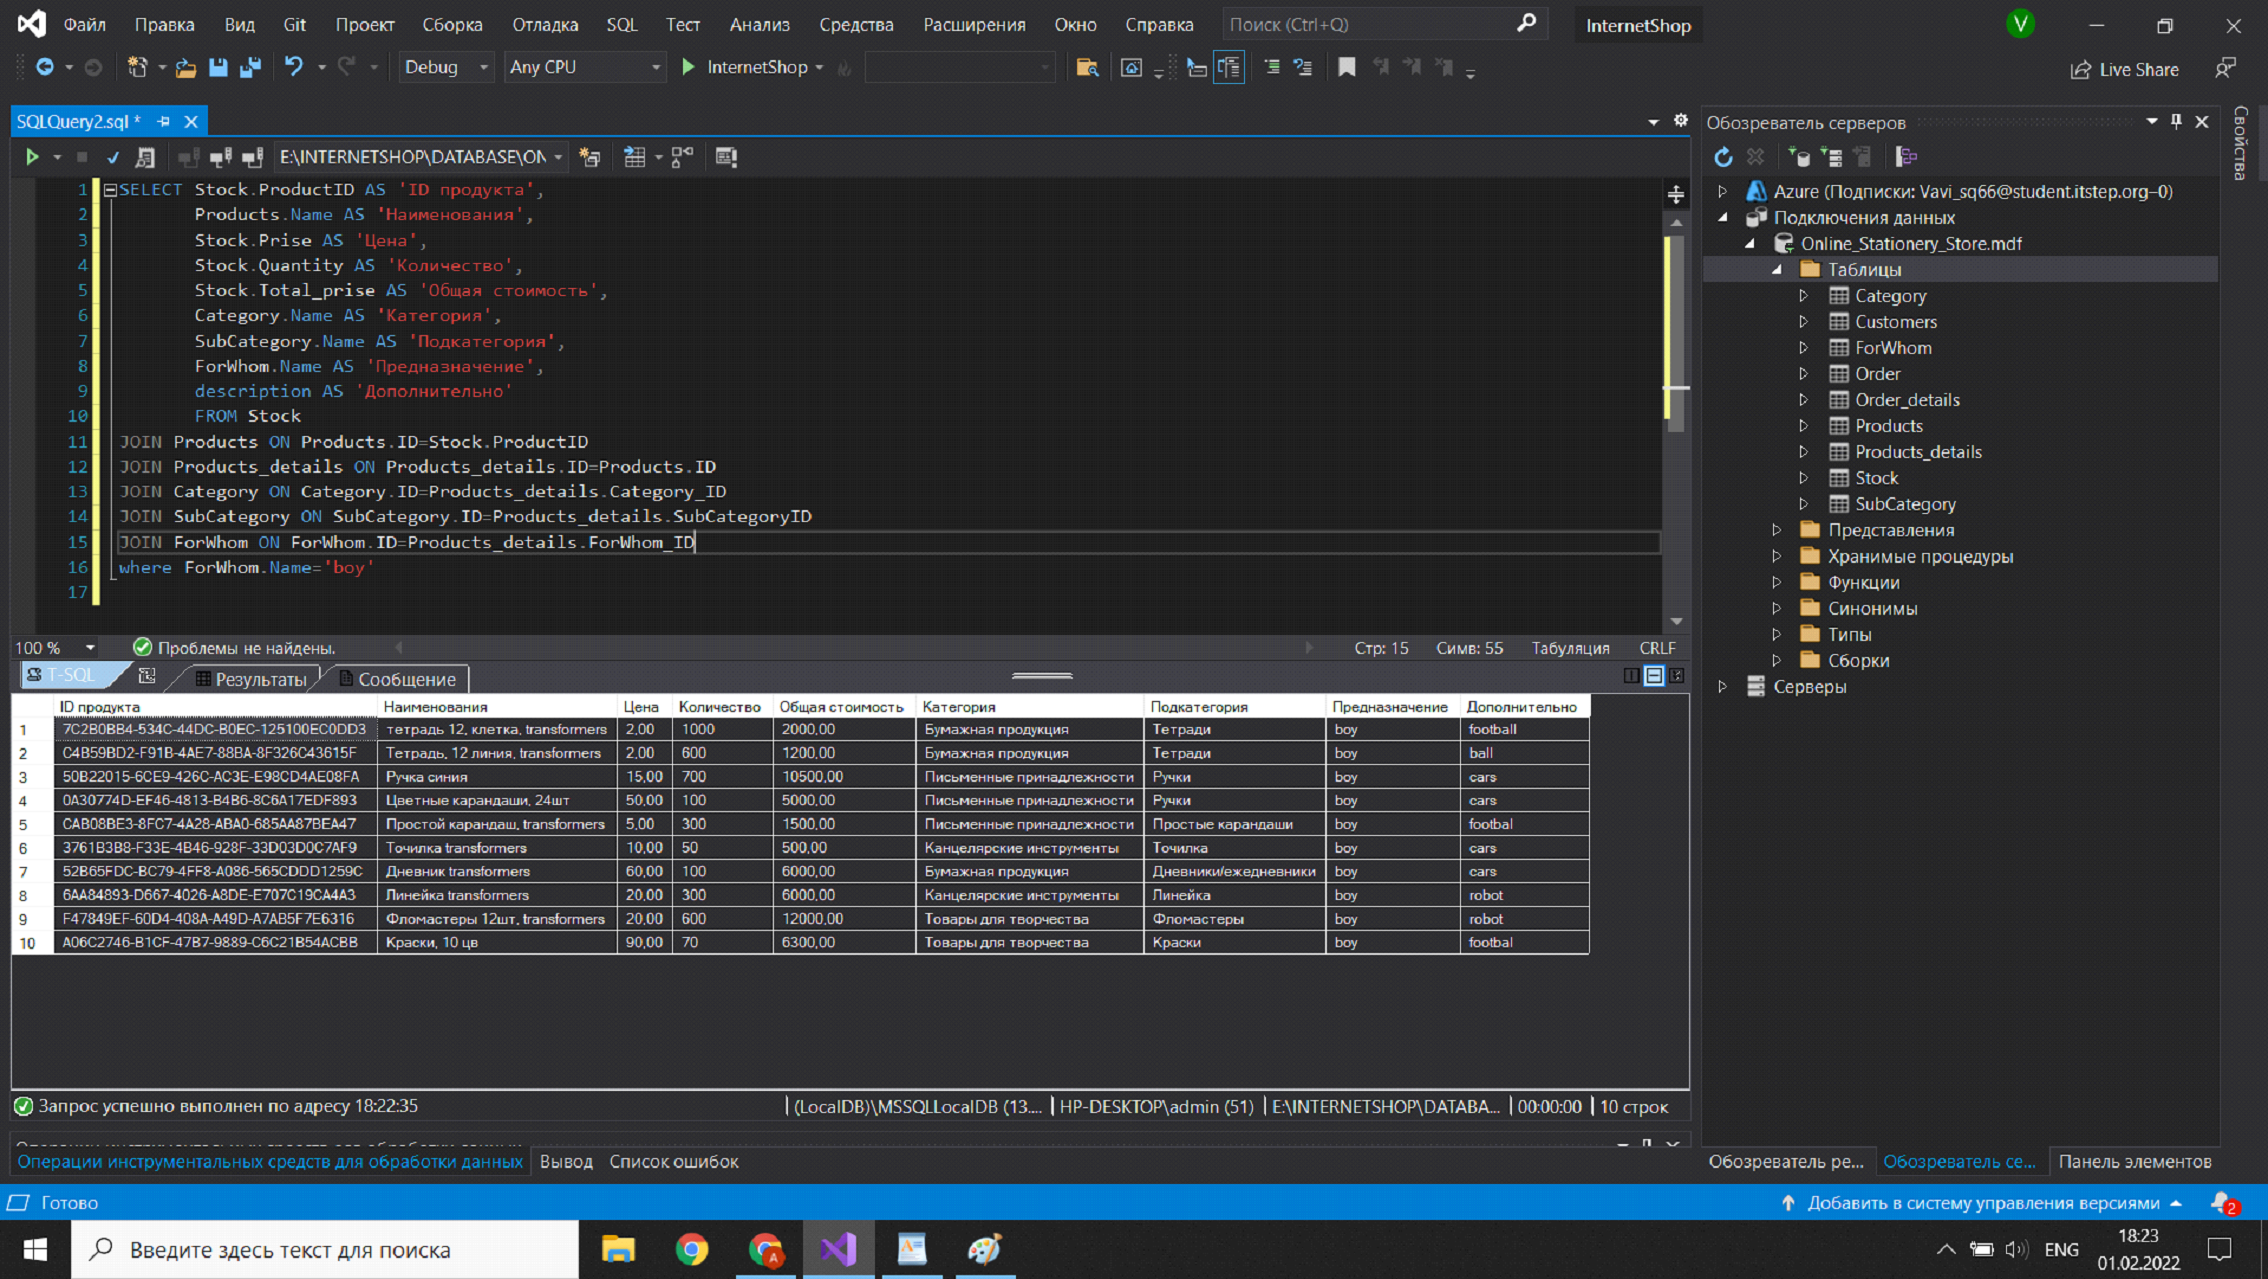 Файл Правка Вид Git Проект Сборка Отладка SQL Тест Анализ Средства Расширения Окно Справка Поиск (Ctrl+Q) InternetShop V
Debug Any CPU InternetShop Live Share
SQLQuery2.sql *
E:\INTERNETSHOP\DATABASE\ON
1 SELECT Stock.ProductID AS 'ID продукта',
2 Products.Name AS 'Наименования',
3 Stock.Prise AS 'Цена',
4 Stock.Quantity AS 'Количество',
5 Stock.Total_prise AS 'Общая стоимость',
6 Category.Name AS 'Категория',
7 SubCategory.Name AS 'Подкатегория',
8 ForWhom.Name AS 'Предназначение',
9 description AS 'Дополнительно'
10 FROM Stock
11 JOIN Products ON Products.ID=Stock.ProductID
12 JOIN Products_details ON Products_details.ID=Products.ID
13 JOIN Category ON Category.ID=Products_details.Category_ID
14 JOIN SubCategory ON SubCategory.ID=Products_details.SubCategoryID
15 JOIN ForWhom ON ForWhom.ID=Products_details.ForWhom_ID
16 where ForWhom.Name='boy'
17
100 % Проблемы не найдены. Стр: 15 Симв: 55 Табуляция CRLF
T-SQL Результаты Сообщение
ID продукта Наименования Цена Количество Общая стоимость Категория Подкатегория Предназначение Дополнительно
1 7C2B0BB4-534C-44DC-B0EC-125100EC0DD3 тетрадь 12, клетка, transformers 2,00 1000 2000,00 Бумажная продукция Тетради boy football
2 C4B59BD2-F91B-4AE7-88BA-8F326C43615F Тетрадь, 12 линия, transformers 2,00 600 1200,00 Бумажная продукция Тетради boy ball
3 50B22015-6CE9-426C-AC3E-E98CD4AE08FA Ручка синия 15,00 700 10500,00 Письменные принадлежности Ручки boy cars
4 0A30774D-EF46-4813-B4B6-8C6A17EDF893 Цветные карандаши, 24шт 50,00 100 5000,00 Письменные принадлежности Ручки boy cars
5 CAB08BE3-8FC7-4A28-ABA0-685AA87BEA47 Простой карандаш, transformers 5,00 300 1500,00 Письменные принадлежности Простые карандаши boy footbal
6 3761B3B8-F33E-4B46-928F-33D03D0C7AF9 Точилка transformers 10,00 50 500,00 Канцелярские инструменты Точилка boy cars
7 52B65FDC-BC79-4FF8-A086-565CDDD1259C Дневник transformers 60,00 100 6000,00 Бумажная продукция Дневники/ежедневники boy cars
8 6AA84893-D667-4026-A8DE-E707C19CA4A3 Линейка transformers 20,00 300 6000,00 Канцелярские инструменты Линейка boy robot
9 F47849EF-60D4-408A-A49D-A7AB5F7E6316 Фломастеры 12шт, transformers 20,00 600 12000,00 Товары для творчества Фломастеры boy robot
10 A06C2746-B1CF-47B7-9889-C6C21B54ACBB Краски, 10 цв 90,00 70 6300,00 Товары для творчества Краски boy footbal
Запрос успешно выполнен по адресу 18:22:35 (LocalDB)\MSSQLLocalDB (13.... HP-DESKTOP\admin (51) E:\INTERNETSHOP\DATABA... 00:00:00 10 строк
Операции инструментальных средств для обработки данных Вывод Список ошибок
Обозреватель серверов
Azure (Подписки: Vavi_sq66@student.itstep.org–0)
Подключения данных
Online_Stationery_Store.mdf
Таблицы
Category
Customers
ForWhom
Order
Order_details
Products
Products_details
Stock
SubCategory
Представления
Хранимые процедуры
Функции
Синонимы
Типы
Сборки
Серверы
Обозреватель ре... Обозреватель се... Панель элементов
Свойства
Готово Добавить в систему управления версиями 2
Введите здесь текст для поиска ENG 18:23
01.02.2022